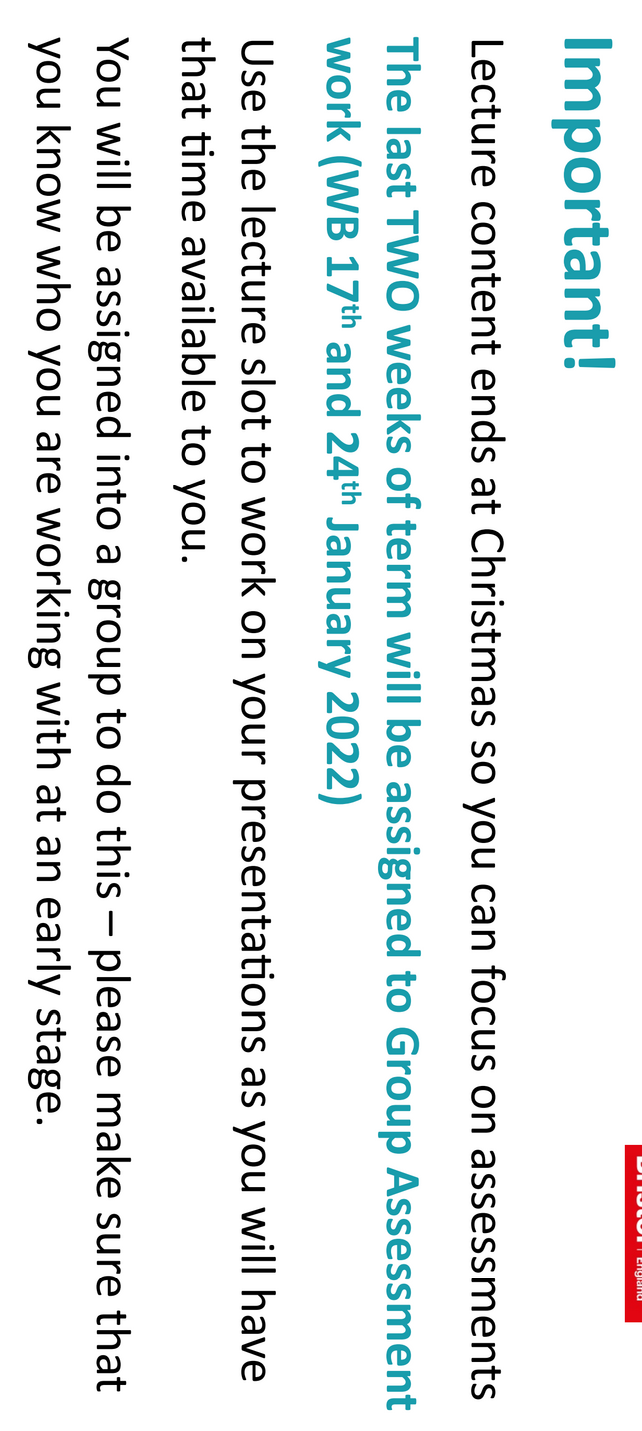 Important!
Lecture content ends at Christmas so you can focus on assessments
The last TWO weeks of term will be assigned to Group Assessment
work (WB 17th and 24th January 2022)
Use the lecture slot to work on your presentations as you will have
that time available to you.
You will be assigned into a group to do this – please make sure that
you know who you are working with at an early stage.
Bristol
England